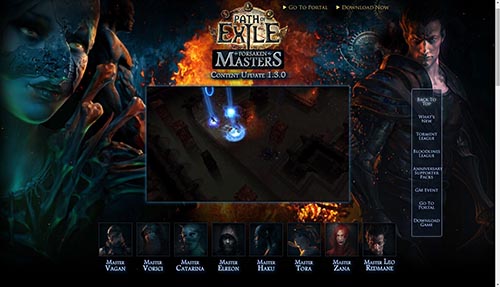 Go To Portal
Download Now
Path of
Exile
Forsaken
Masters
Content Update 1.3.0
Back To
Top
What's
New
Torment
League
Bloodlines
League
Anniversary
Supporter
Packs
GM Event
Go To
Portal
Download
Game
Master
Vagan
Master
Vorici
Master
Catarina
Master
Elreon
Master
Haku
Master
Tora
Master
Zana
Master Leo
Redmane